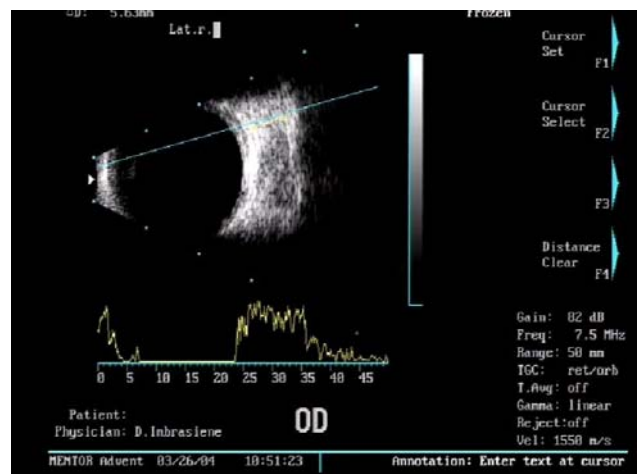 CD: 5.63mm
Frozen
Lat.r.
Cursor
Set
F1
Cursor
Select
F2
F3
Distance
Clear
F4
0 5 10 15 20 25 30 35 40 45
Gain: 82 dB
Freq: 7.5 MHz
Range: 50 mm
TGC: ret/orb
T.Avg: off
Gamma: linear
Reject:off
Vel: 1550 m/s
Patient:
OD
Physician: D.Imbrasiene
MENTOR Advent 03/26/04 10:51:23
Annotation: Enter text at cursor